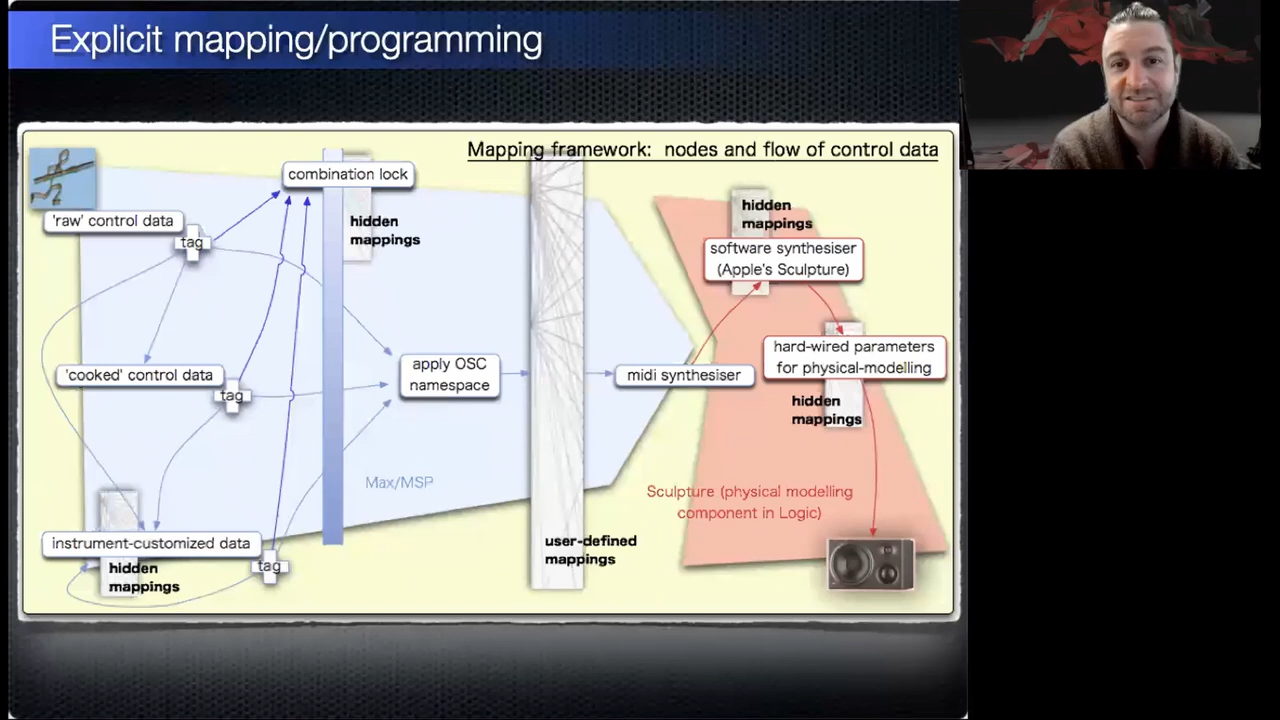 Explicit mapping/programming
Mapping framework: nodes and flow of control data
combination lock
'raw' control data
tag
hidden
mappings
hidden
mappings
software synthesiser
(Apple's Sculpture)
hard-wired parameters
for physical-modelling
hidden
mappings
'cooked' control data
tag
apply OSC
namespace
midi synthesiser
Max/MSP
Sculpture (physical modelling
component in Logic)
instrument-customized data
tag
hidden
mappings
user-defined
mappings